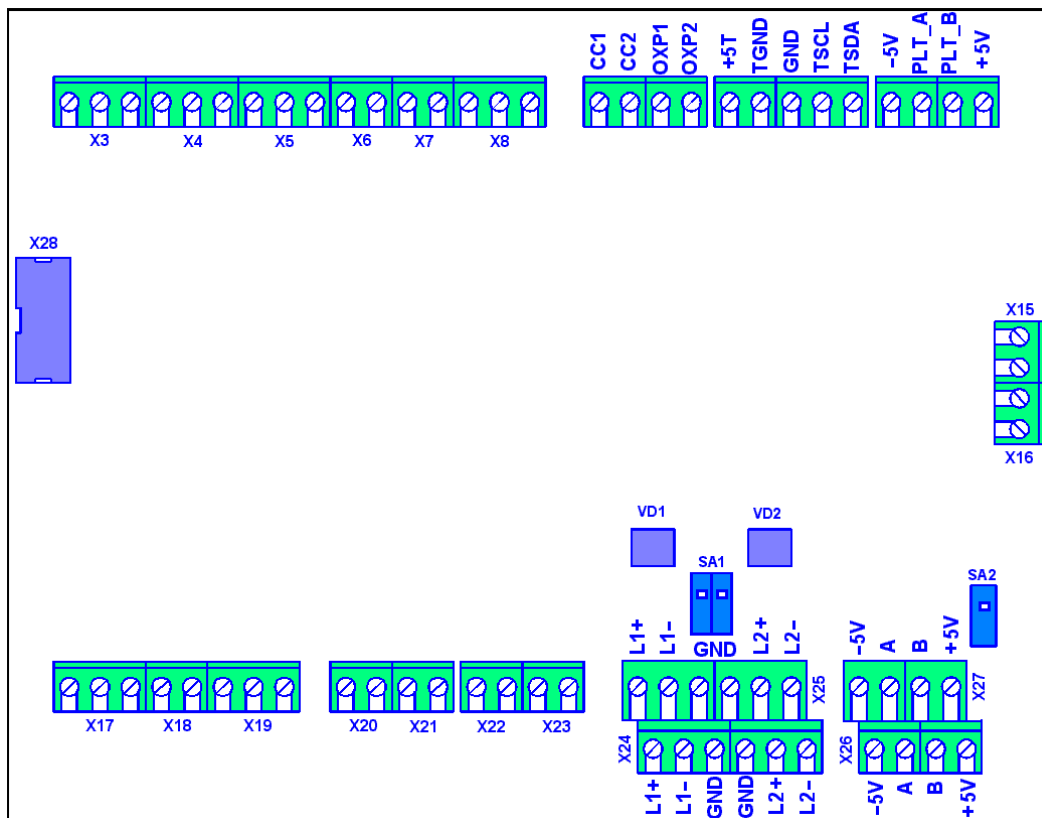 CC1 CC2 OXP1 OXP2 +5T TGND GND TSCL TSDA −5V PLT_A PLT_B +5V
X3 X4 X5 X6 X7 X8
X28
X15
X16
VD1 VD2
SA1
SA2
L1+ L1− GND L2+ L2− −5V A B +5V
X25 X27
X17 X18 X19 X20 X21 X22 X23
X24 X26
L1+ L1− GND GND L2+ L2− −5V A B +5V